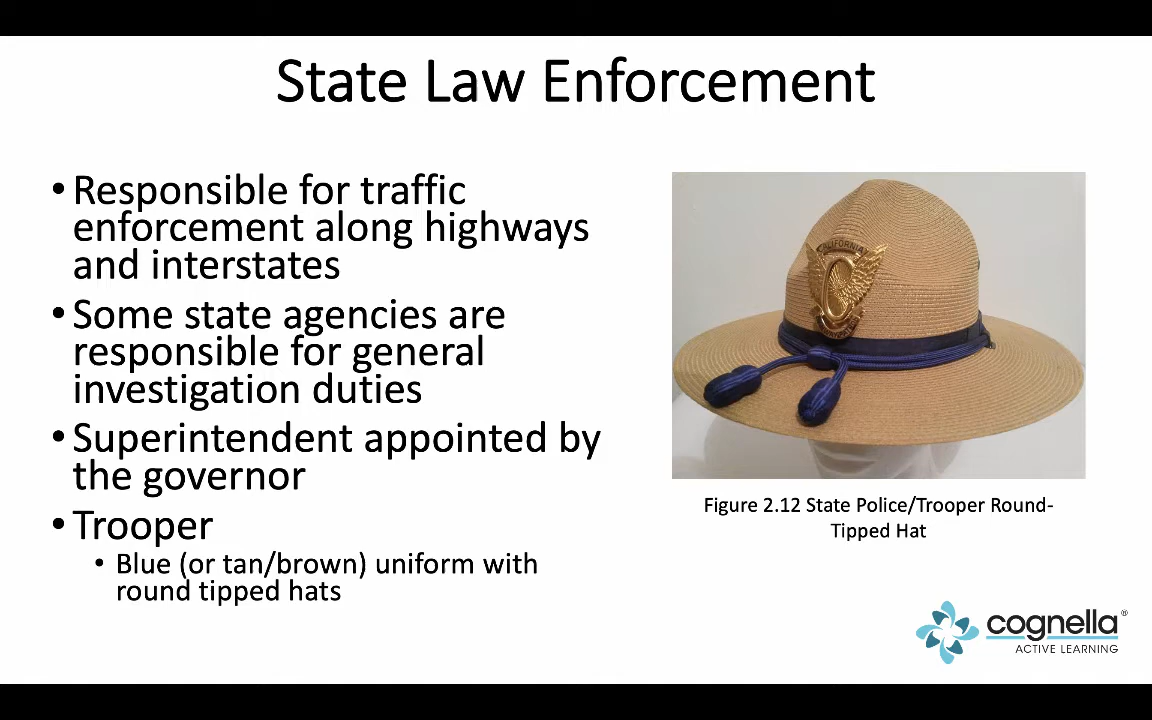 State Law Enforcement
• Responsible for traffic
enforcement along highways
and interstates
• Some state agencies are
responsible for general
investigation duties
• Superintendent appointed by
the governor
• Trooper
• Blue (or tan/brown) uniform with
round tipped hats
CALIFORNIA
Figure 2.12 State Police/Trooper Round-
Tipped Hat
cognella®
ACTIVE LEARNING